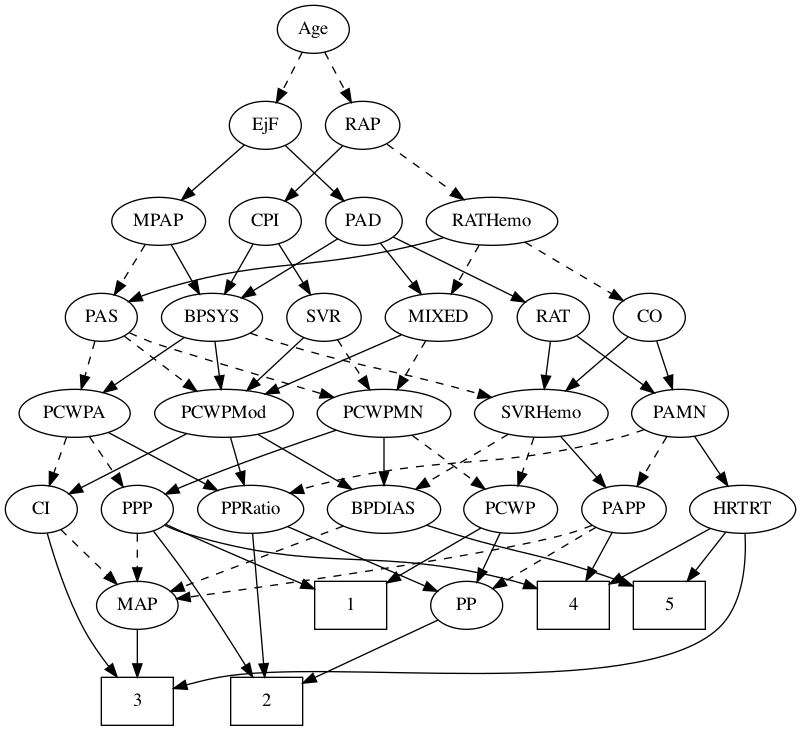 Age
EjF
RAP
MPAP
CPI
PAD
RATHemo
PAS
BPSYS
SVR
MIXED
RAT
CO
PCWPA
PCWPMod
PCWPMN
SVRHemo
PAMN
CI
PPP
PPRatio
BPDIAS
PCWP
PAPP
HRTRT
MAP
1
PP
4
5
3
2